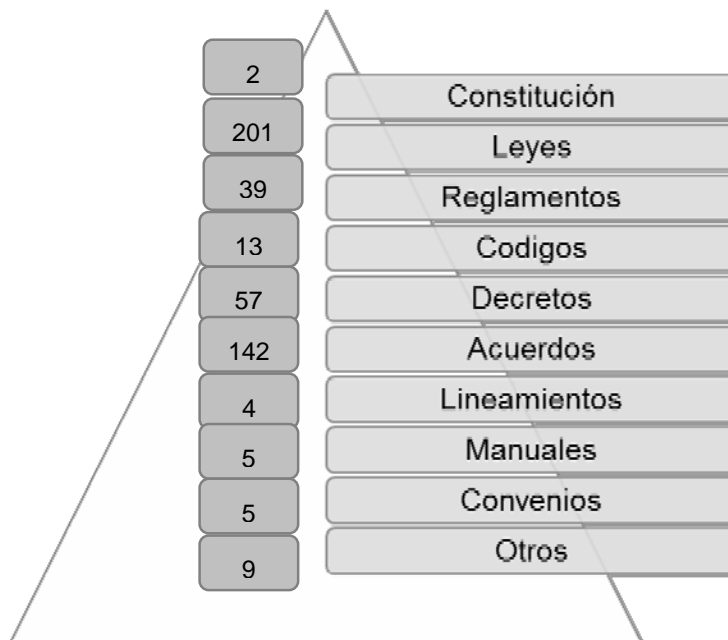 2 Constitución
201 Leyes
39 Reglamentos
13 Codigos
57 Decretos
142 Acuerdos
4 Lineamientos
5 Manuales
5 Convenios
9 Otros